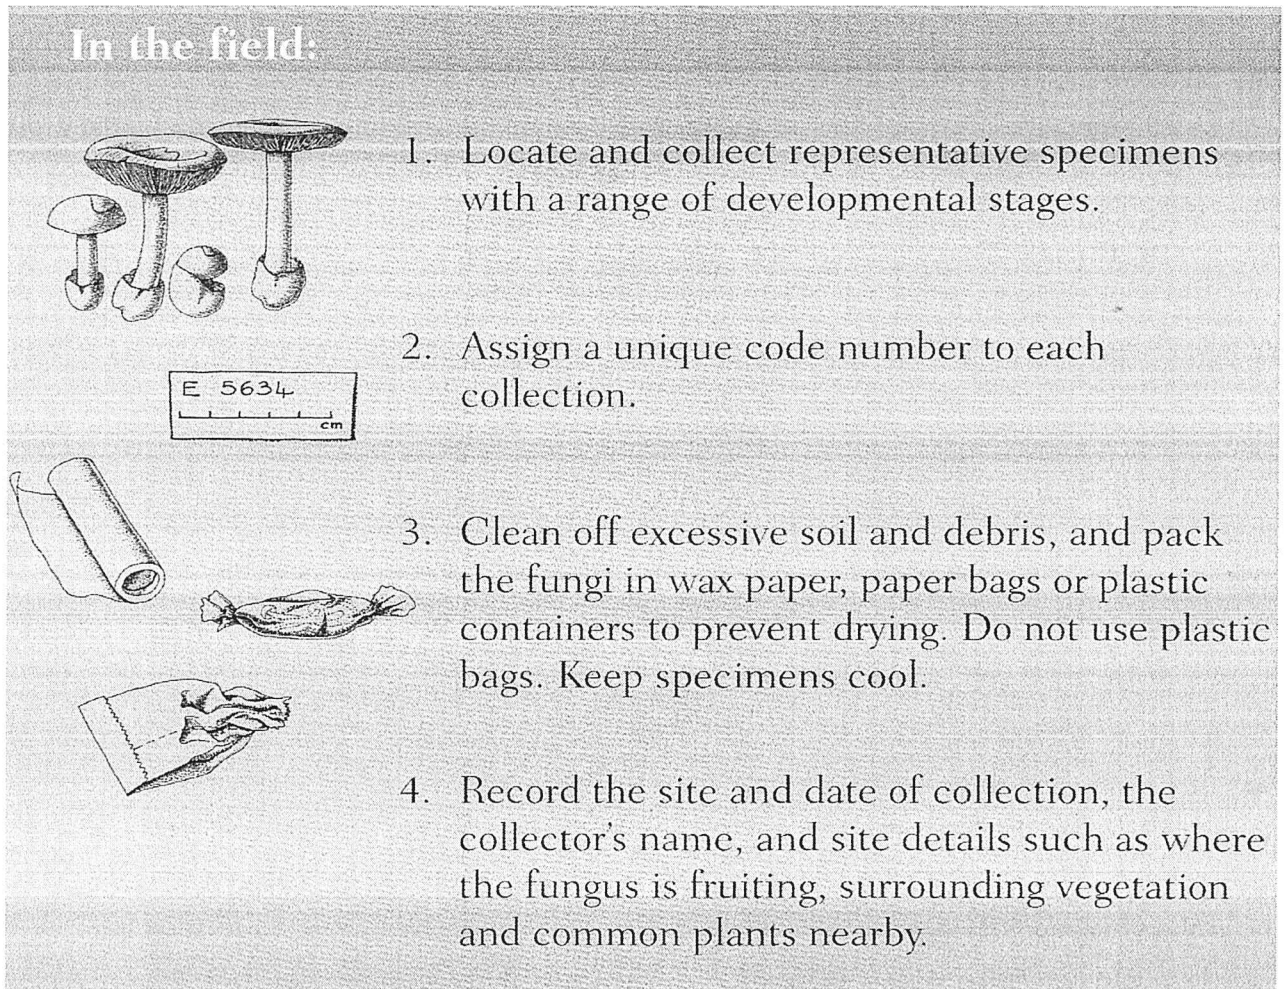 In the field:
1. Locate and collect representative specimens
with a range of developmental stages.
2. Assign a unique code number to each
collection.
E 5634
cm
3. Clean off excessive soil and debris, and pack
the fungi in wax paper, paper bags or plastic
containers to prevent drying. Do not use plastic
bags. Keep specimens cool.
4. Record the site and date of collection, the
collector's name, and site details such as where
the fungus is fruiting, surrounding vegetation
and common plants nearby.